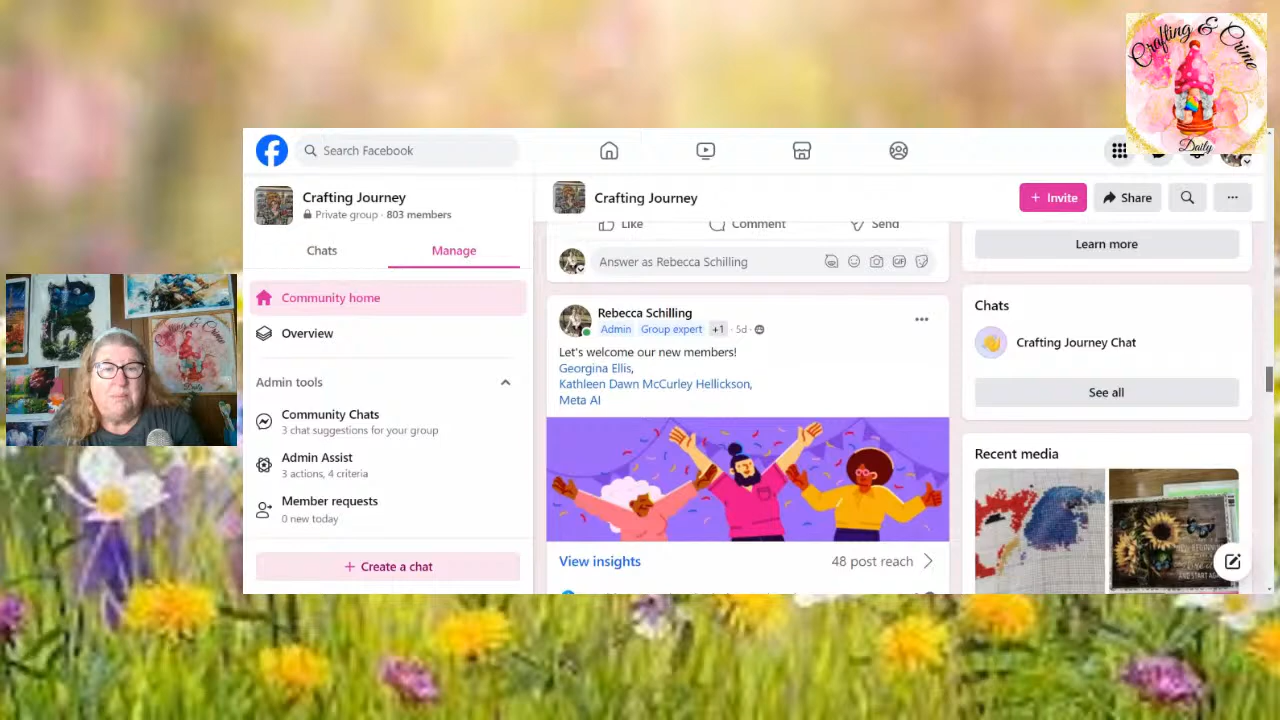 Crafting & Crime
Daily
Search Facebook
Crafting Journey
Private group · 803 members
Chats
Manage
Community home
Overview
Admin tools
Community Chats
3 chat suggestions for your group
Admin Assist
3 actions, 4 criteria
Member requests
0 new today
+ Create a chat
Crafting Journey
+ Invite
Share
Like
Comment
Send
Answer as Rebecca Schilling
GIF
Rebecca Schilling
Admin
Group expert
+1 · 5d ·
Let's welcome our new members!
Georgina Ellis,
Kathleen Dawn McCurley Hellickson,
Meta AI
View insights
48 post reach
Learn more
Chats
Crafting Journey Chat
See all
Recent media
AND START AGAIN